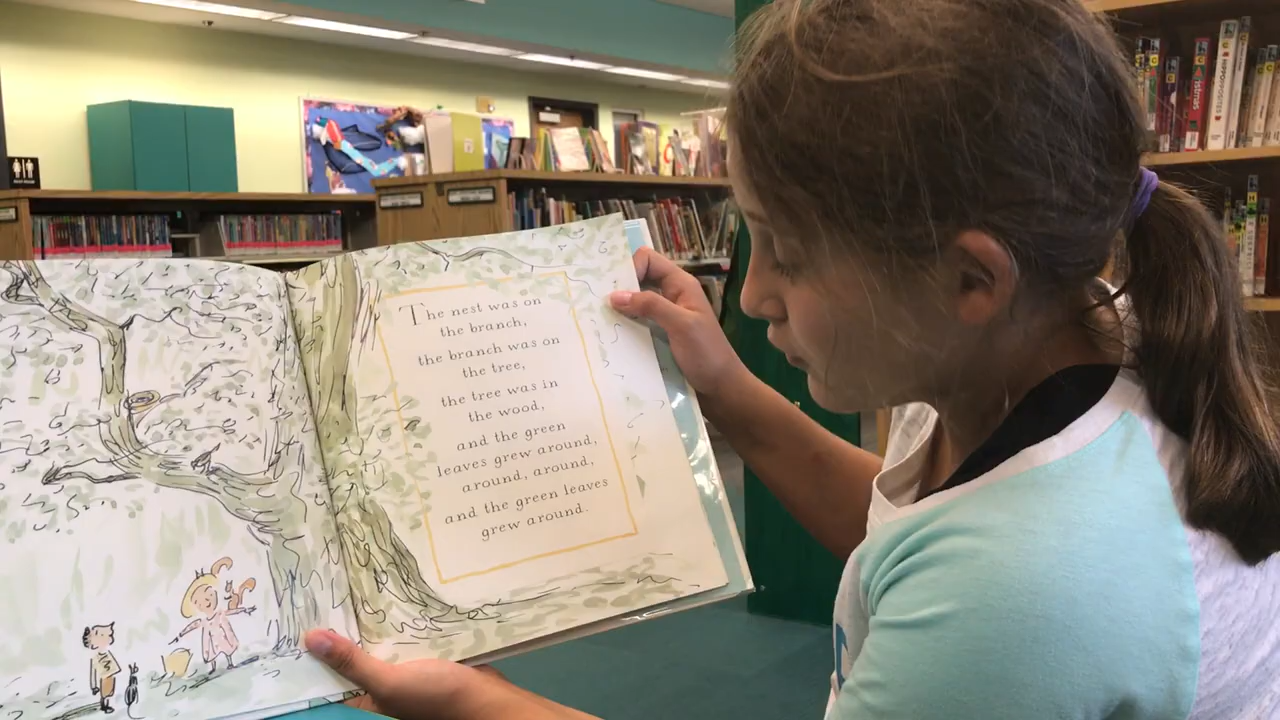 The nest was on
the branch,
the branch was on
the tree,
the tree was in
the wood,
and the green
leaves grew around,
around, around,
and the green leaves
grew around.
HIPPOSPOTAMUS